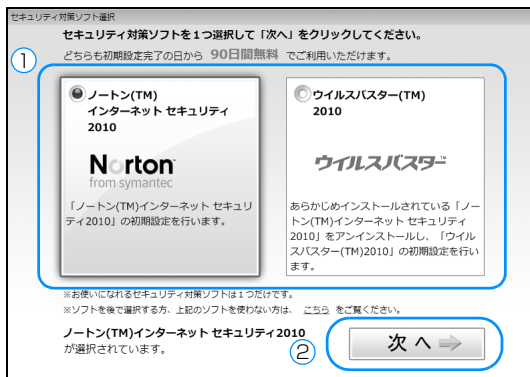 セキュリティ対策ソフト選択
セキュリティ対策ソフトを1つ選択して「次へ」をクリックしてください。
①
どちらも初期設定完了の日から 90日間無料 でご利用いただけます。
ノートン(TM)
インターネット セキュリティ
2010
Norton
from symantec
「ノートン(TM)インターネット セキュリ
ティ2010」の初期設定を行います。
ウイルスバスター(TM)
2010
ウイルスバスター™
あらかじめインストールされている「ノー
トン(TM)インターネット セキュリティ
2010」をアンインストールし、「ウイル
スバスター(TM)2010」の初期設定を行い
ます。
※お使いになれるセキュリティ対策ソフトは1つだけです。
※ソフトを後で選択する方、上記のソフトを使わない方は、 こちら をご覧ください。
ノートン(TM)インターネット セキュリティ2010
が選択されています。
②
次 へ